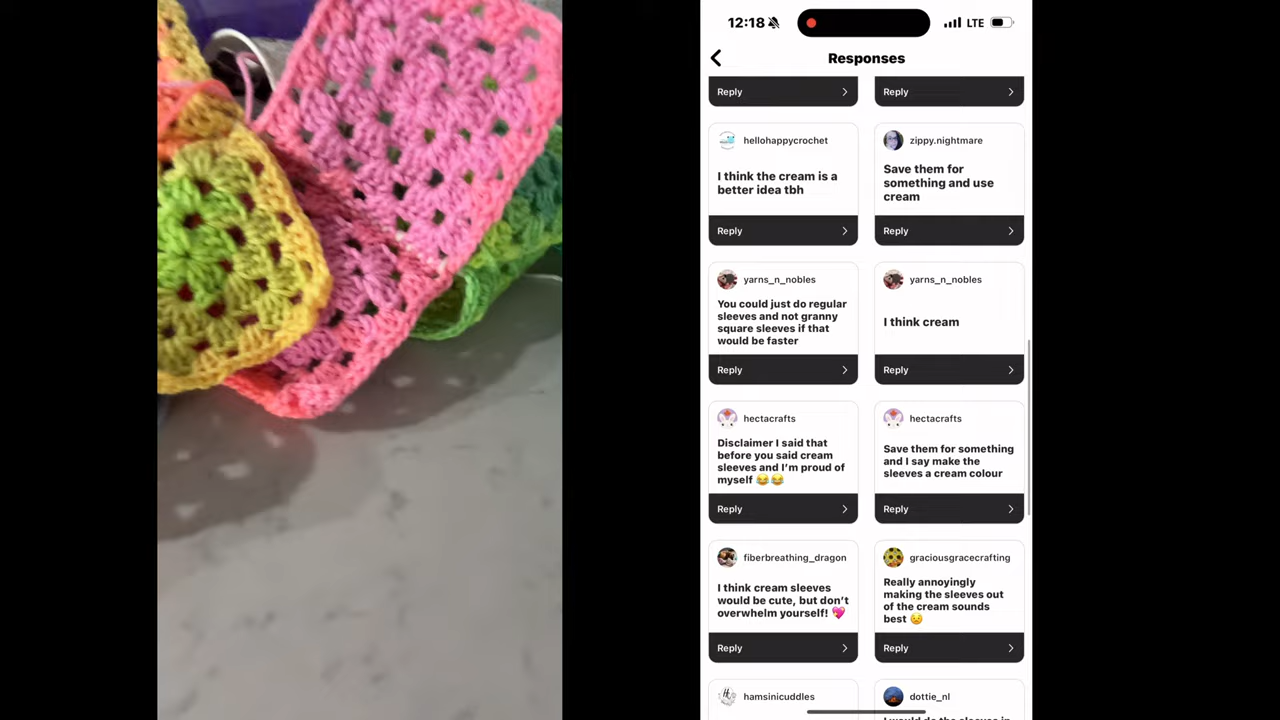 12:18
LTE
Responses
Reply
Reply
hellohappycrochet
I think the cream is a
better idea tbh
Reply
zippy.nightmare
Save them for
something and use
cream
Reply
yarns_n_nobles
You could just do regular
sleeves and not granny
square sleeves if that
would be faster
Reply
yarns_n_nobles
I think cream
Reply
hectacrafts
Disclaimer I said that
before you said cream
sleeves and I'm proud of
myself 😂😂
Reply
hectacrafts
Save them for something
and I say make the
sleeves a cream colour
Reply
fiberbreathing_dragon
I think cream sleeves
would be cute, but don't
overwhelm yourself! 💖
Reply
graciousgracecrafting
Really annoyingly
making the sleeves out
of the cream sounds
best 😣
Reply
hamsinicuddles
dottie_nl
I would do the sleeves in